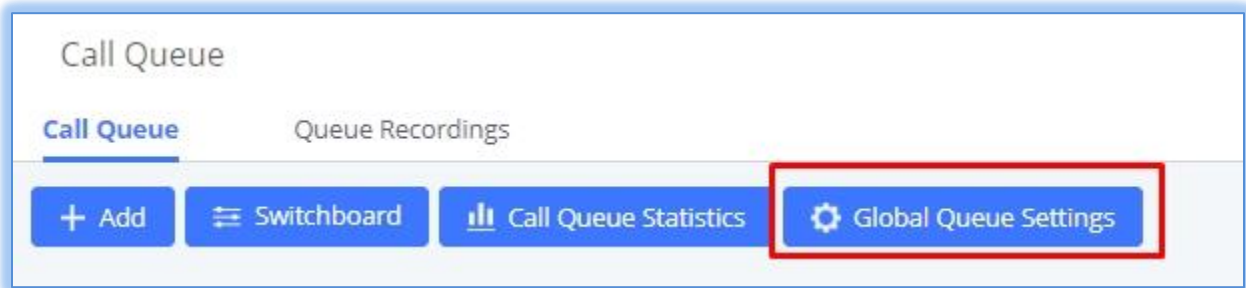 Call Queue
Call Queue Queue Recordings
+ Add Switchboard Call Queue Statistics Global Queue Settings